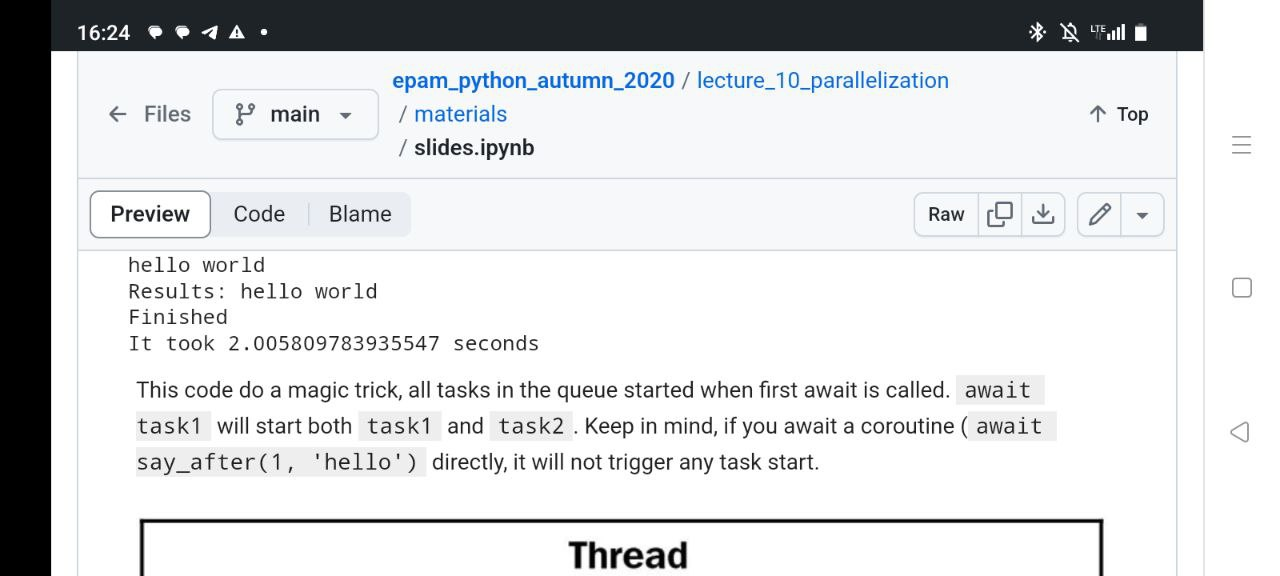 16:24
LTE
epam_python_autumn_2020 / lecture_10_parallelization
Files
main
/ materials
Top
/ slides.ipynb
Preview
Code
Blame
Raw
hello world
Results: hello world
Finished
It took 2.005809783935547 seconds
This code do a magic trick, all tasks in the queue started when first await is called. await
task1 will start both task1 and task2 . Keep in mind, if you await a coroutine ( await
say_after(1, 'hello') directly, it will not trigger any task start.
Thread